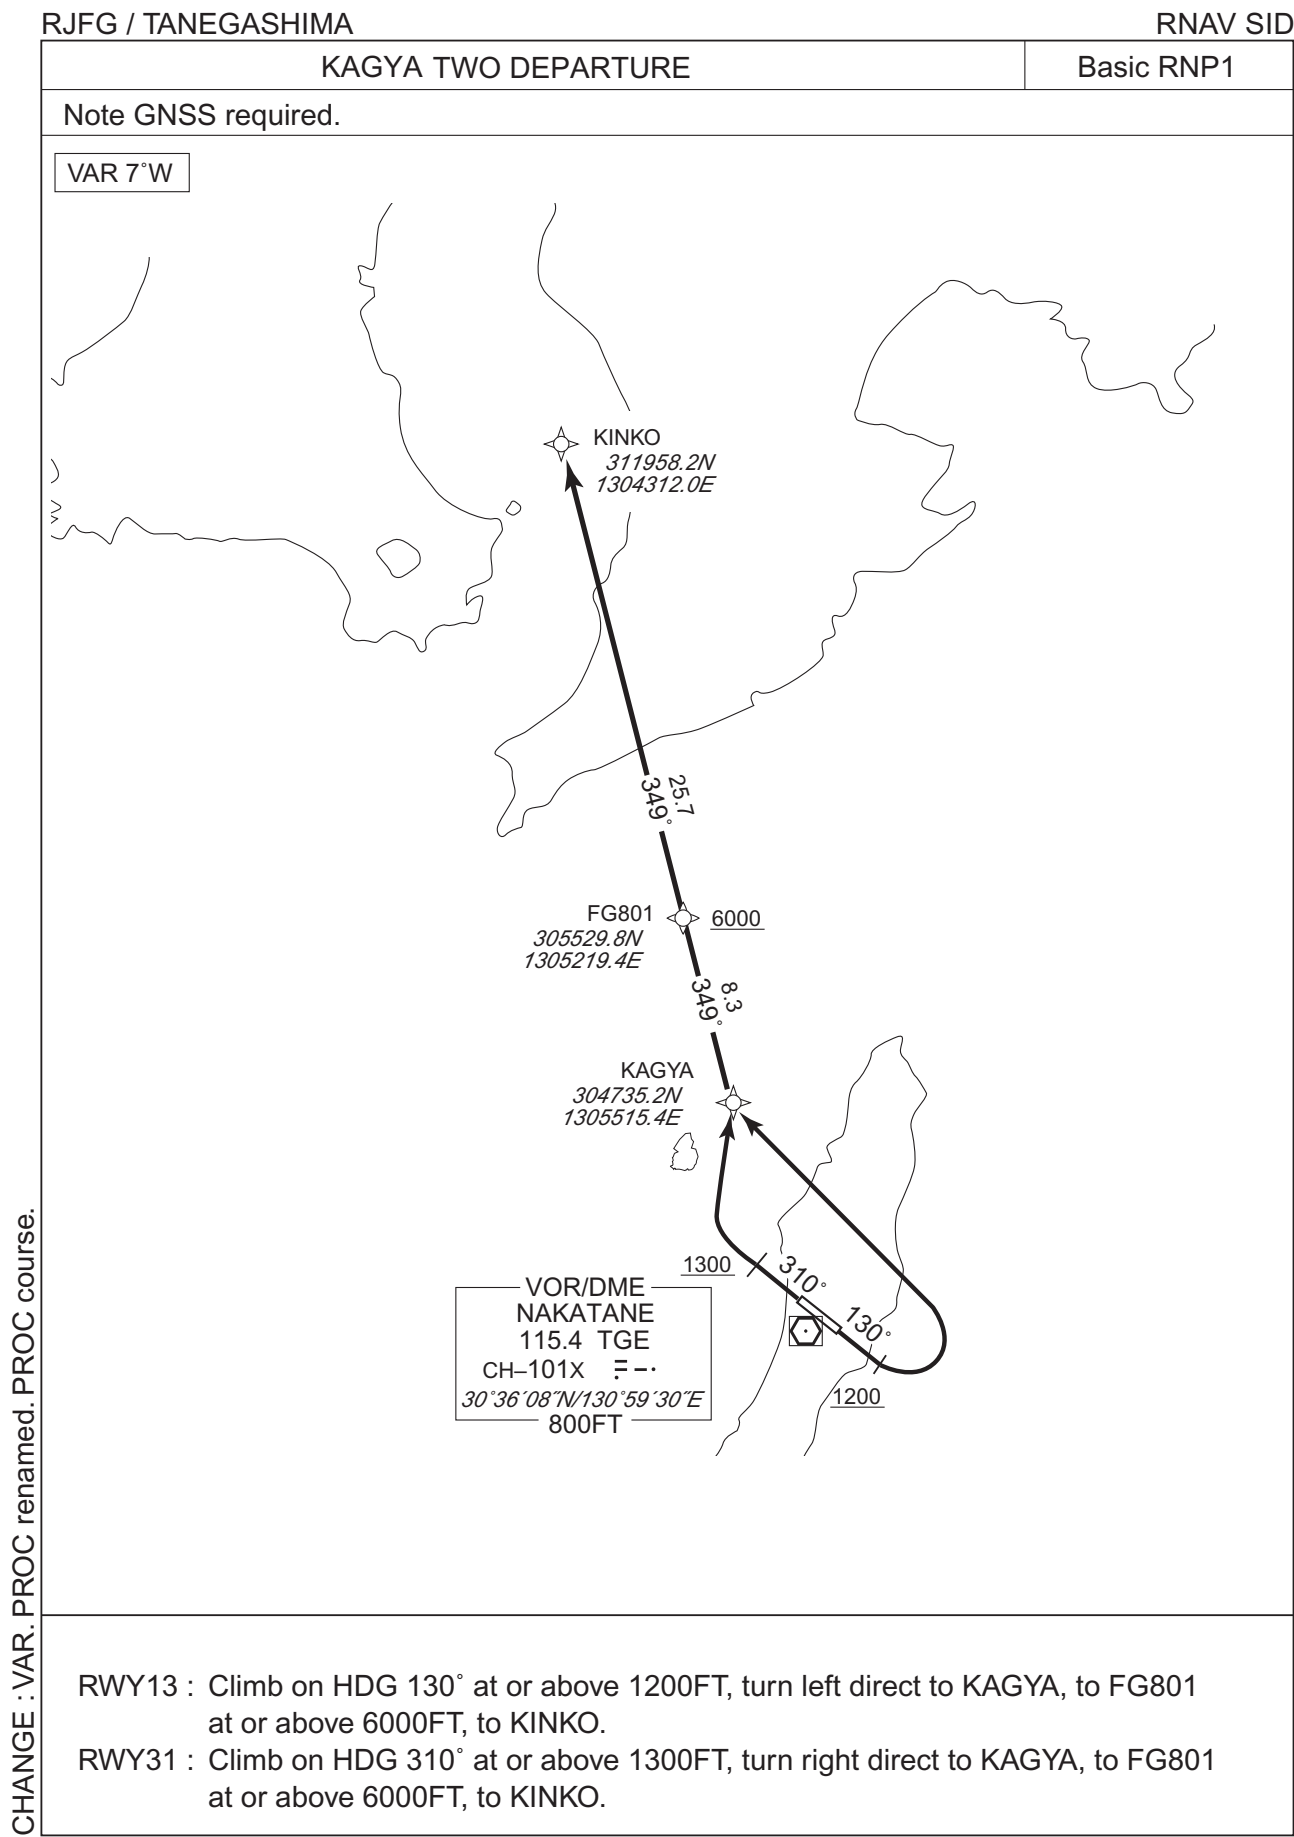 RJFG / TANEGASHIMA
RNAV SID
KAGYA TWO DEPARTURE
Basic RNP1
Note GNSS required.
VAR 7°W
KINKO
311958.2N
1304312.0E
25.7
349°
FG801
6000
305529.8N
1305219.4E
8.3
349°
KAGYA
304735.2N
1305515.4E
1300
310°
130°
1200
VOR/DME
NAKATANE
115.4 TGE
CH–101X
30°36′08″N/130°59′30″E
800FT
RWY13 : Climb on HDG 130° at or above 1200FT, turn left direct to KAGYA, to FG801
at or above 6000FT, to KINKO.
RWY31 : Climb on HDG 310° at or above 1300FT, turn right direct to KAGYA, to FG801
at or above 6000FT, to KINKO.
CHANGE : VAR. PROC renamed. PROC course.